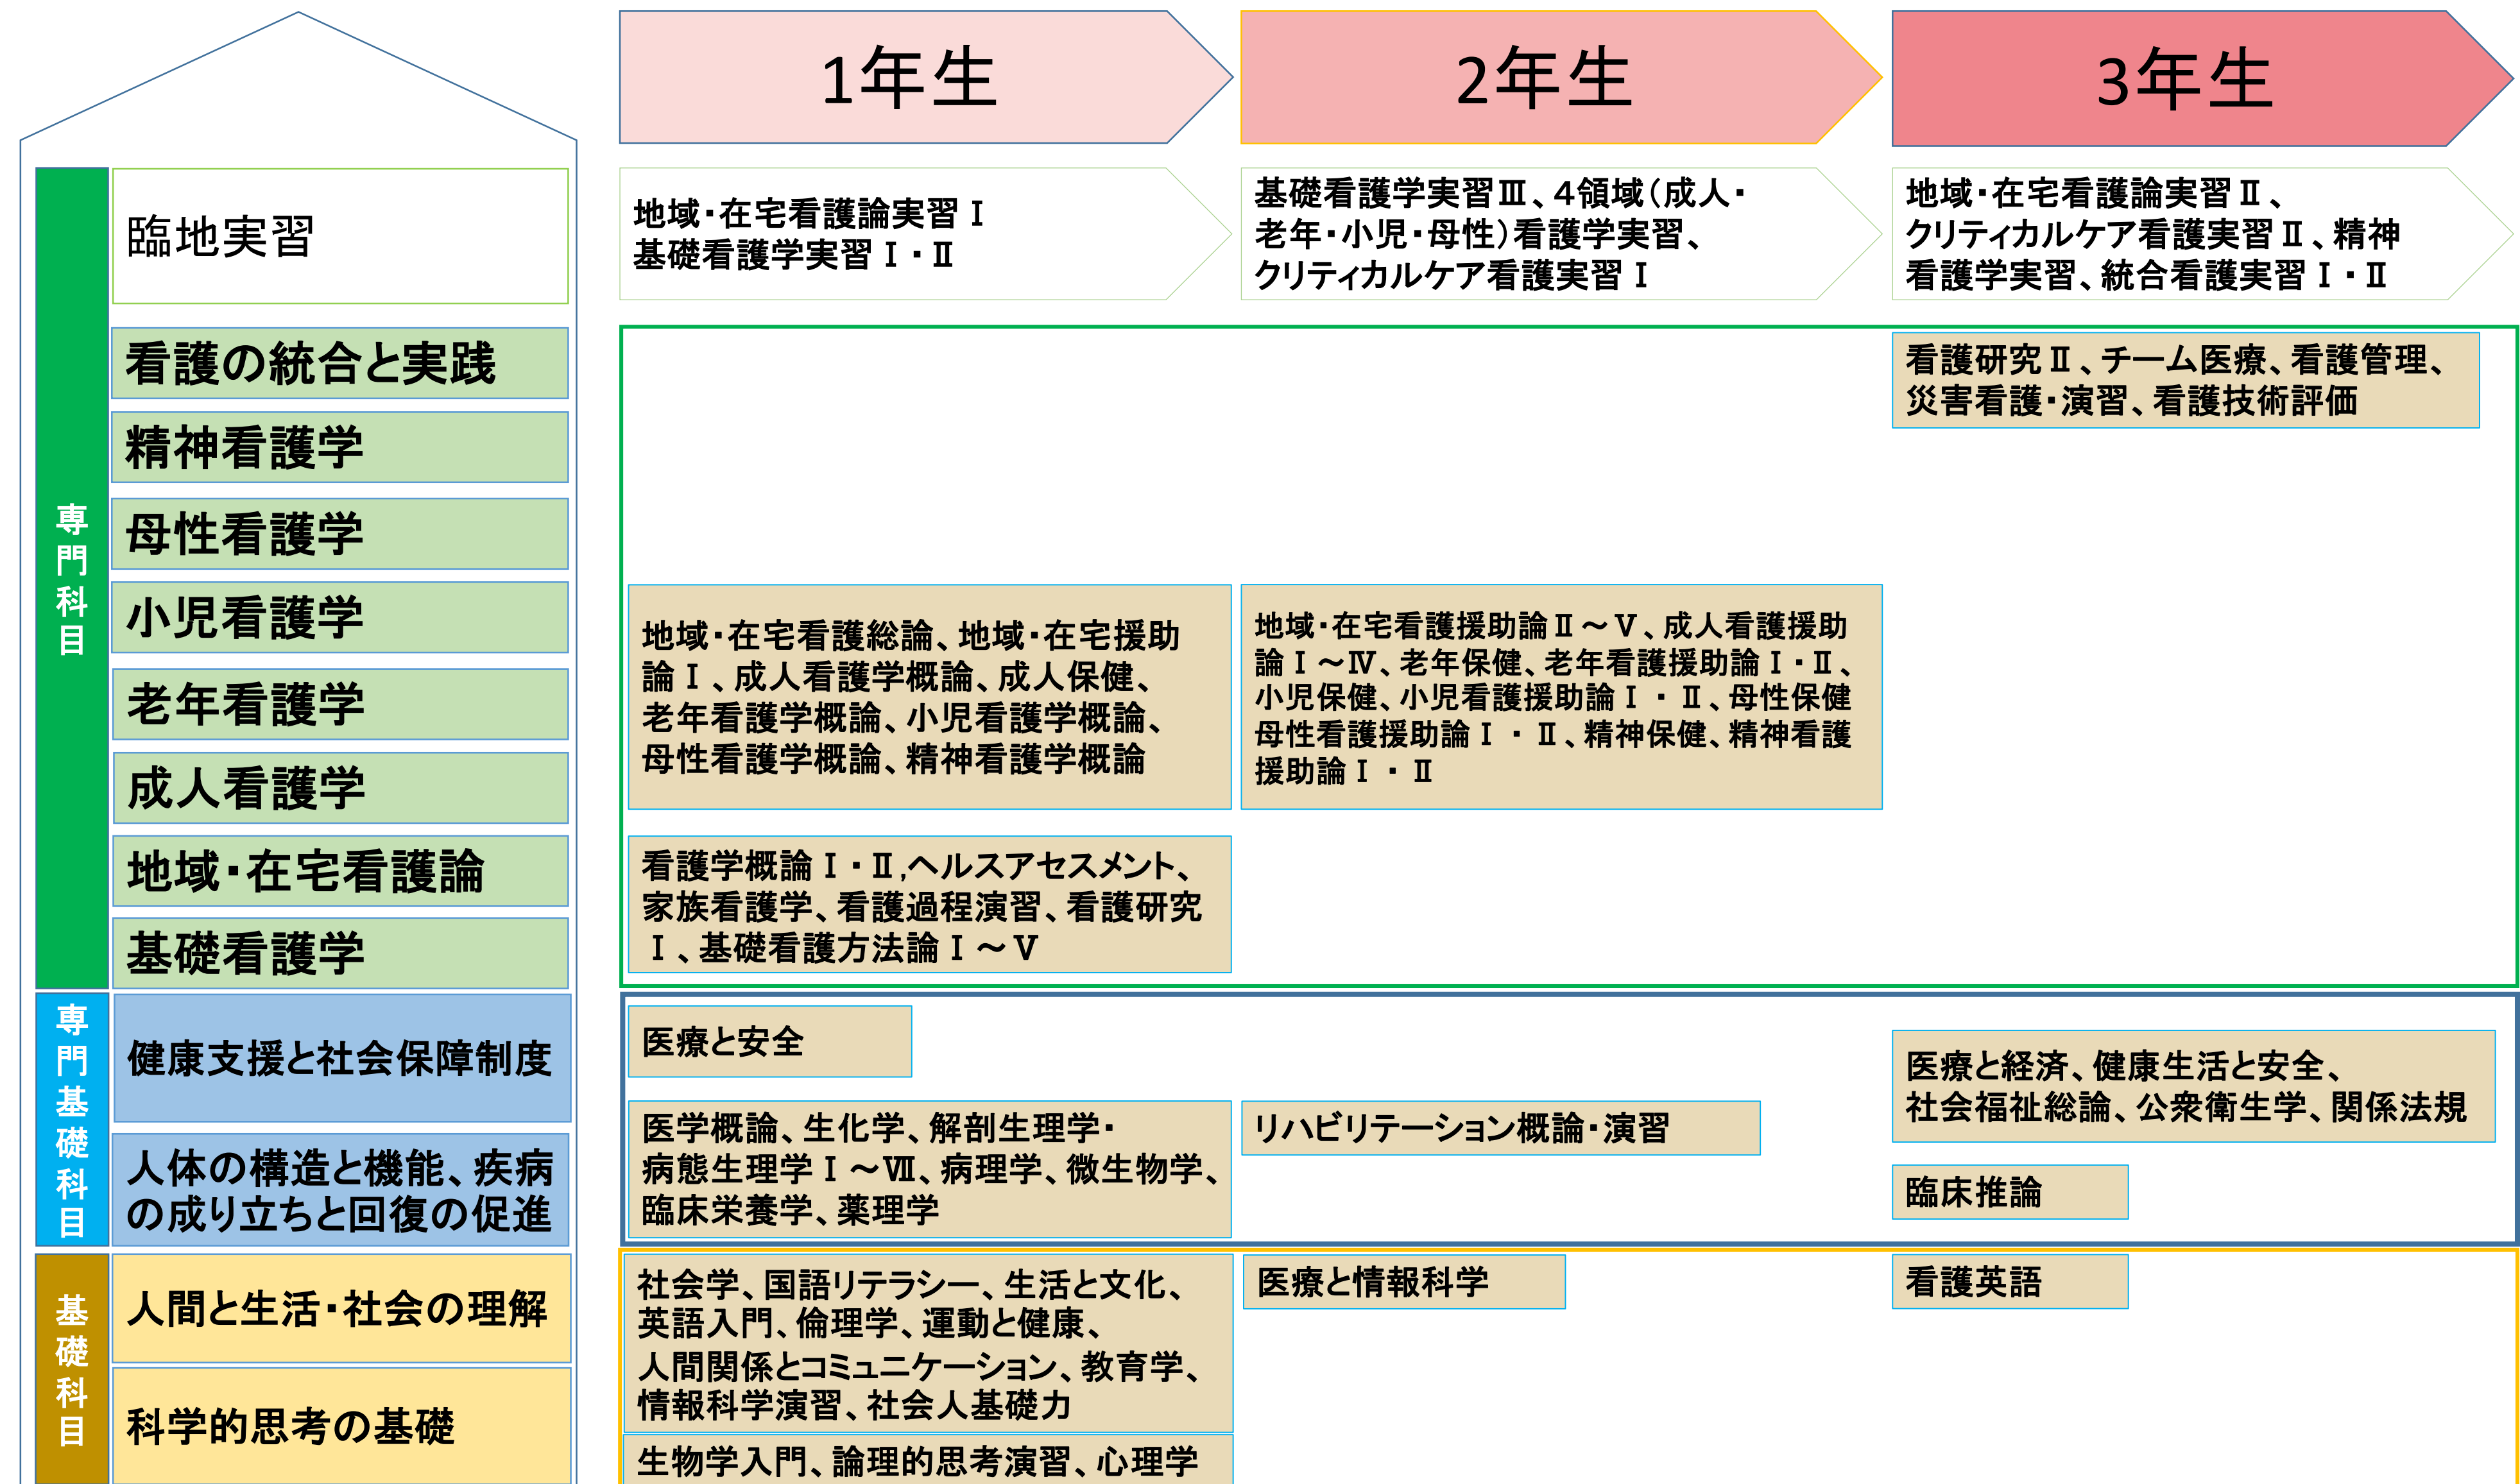 1年生
2年生
3年生
専門科目
臨地実習
地域・在宅看護論実習Ⅰ
基礎看護学実習Ⅰ・Ⅱ
基礎看護学実習Ⅲ、4領域（成人・
老年・小児・母性）看護学実習、
クリティカルケア看護実習Ⅰ
地域・在宅看護論実習Ⅱ、
クリティカルケア看護実習Ⅱ、精神
看護学実習、統合看護実習Ⅰ・Ⅱ
看護の統合と実践
精神看護学
母性看護学
小児看護学
老年看護学
成人看護学
地域・在宅看護論
基礎看護学
看護研究Ⅱ、チーム医療、看護管理、
災害看護・演習、看護技術評価
地域・在宅看護総論、地域・在宅援助
論Ⅰ、成人看護学概論、成人保健、
老年看護学概論、小児看護学概論、
母性看護学概論、精神看護学概論
地域・在宅看護援助論Ⅱ～Ⅴ、成人看護援助
論Ⅰ～Ⅳ、老年保健、老年看護援助論Ⅰ・Ⅱ、
小児保健、小児看護援助論Ⅰ・Ⅱ、母性保健
母性看護援助論Ⅰ・Ⅱ、精神保健、精神看護
援助論Ⅰ・Ⅱ
看護学概論Ⅰ・Ⅱ,ヘルスアセスメント、
家族看護学、看護過程演習、看護研究
Ⅰ、基礎看護方法論Ⅰ～Ⅴ
専門基礎科目
健康支援と社会保障制度
人体の構造と機能、疾病
の成り立ちと回復の促進
医療と安全
医学概論、生化学、解剖生理学・
病態生理学Ⅰ～Ⅶ、病理学、微生物学、
臨床栄養学、薬理学
リハビリテーション概論・演習
医療と経済、健康生活と安全、
社会福祉総論、公衆衛生学、関係法規
臨床推論
基礎科目
人間と生活・社会の理解
科学的思考の基礎
社会学、国語リテラシー、生活と文化、
英語入門、倫理学、運動と健康、
人間関係とコミュニケーション、教育学、
情報科学演習、社会人基礎力
医療と情報科学
看護英語
生物学入門、論理的思考演習、心理学